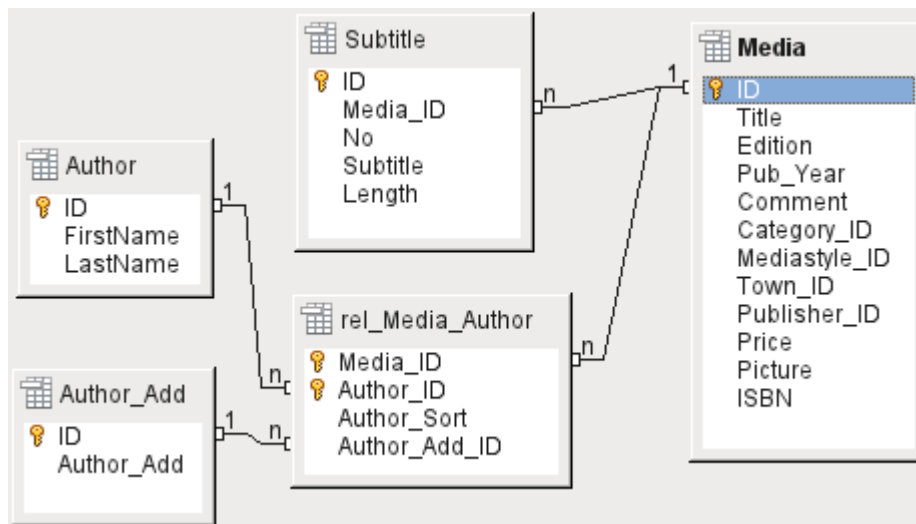 Subtitle
ID
Media_ID
No
Subtitle
Length
n
1
Media
ID
Title
Edition
Pub_Year
Comment
Category_ID
Mediastyle_ID
Town_ID
Publisher_ID
Price
Picture
ISBN
Author
ID
FirstName
LastName
1
n
rel_Media_Author
Media_ID
Author_ID
Author_Sort
Author_Add_ID
n
Author_Add
ID
Author_Add
1
n